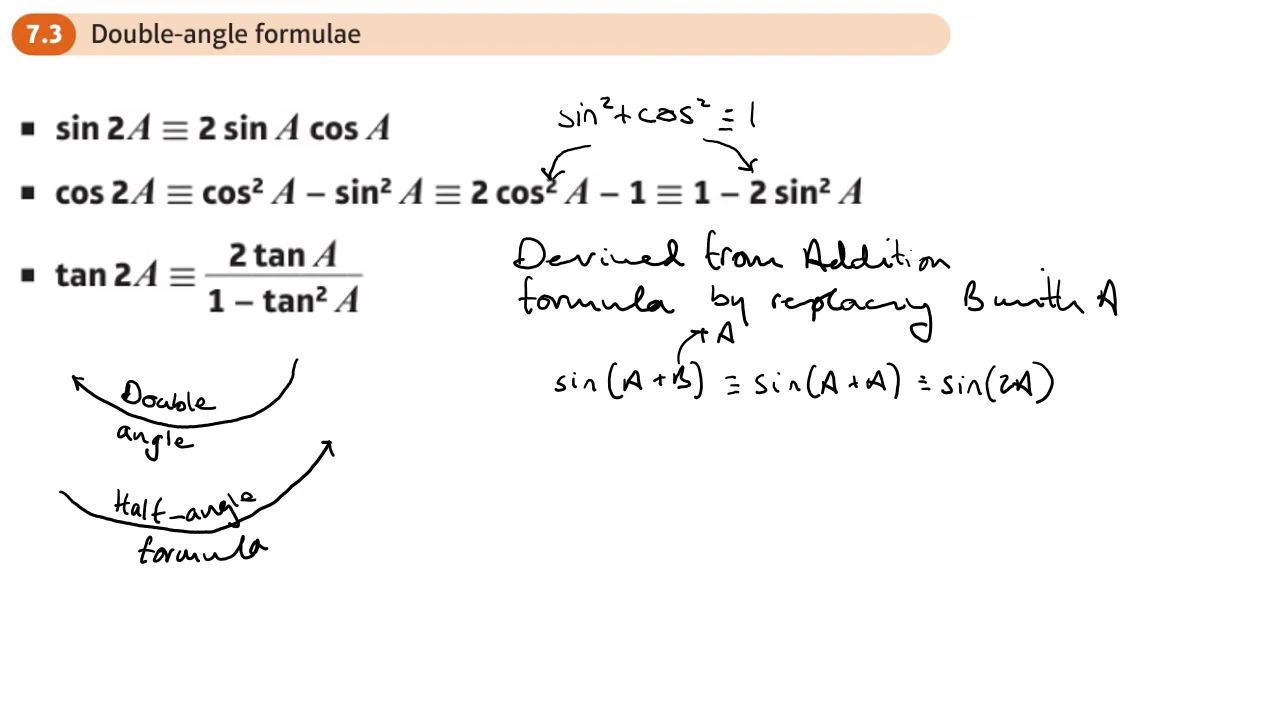 7.3 Double-angle formulae
sin² + cos² ≡ 1
▪ sin 2A ≡ 2 sin A cos A
▪ cos 2A ≡ cos² A − sin² A ≡ 2 cos² A − 1 ≡ 1 − 2 sin² A
▪ tan 2A ≡ 2 tan A / 1 − tan² A
Derived from Addition
formula by replacing B with A
A
sin(A + B) ≡ sin(A + A) ≡ sin(2A)
Double
angle
Half-angle
formula